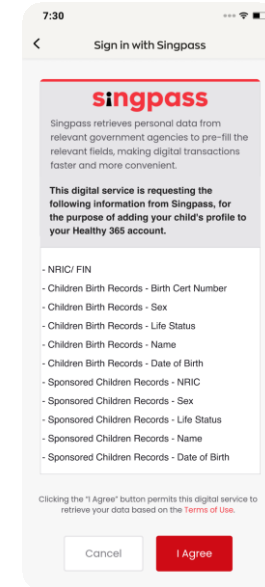 7:30
Sign in with Singpass
singpass
Singpass retrieves personal data from
relevant government agencies to pre-fill the
relevant fields, making digital transactions
faster and more convenient.
This digital service is requesting the
following information from Singpass, for
the purpose of adding your child's profile to
your Healthy 365 account.
- NRIC/ FIN
- Children Birth Records - Birth Cert Number
- Children Birth Records - Sex
- Children Birth Records - Life Status
- Children Birth Records - Name
- Children Birth Records - Date of Birth
- Sponsored Children Records - NRIC
- Sponsored Children Records - Sex
- Sponsored Children Records - Life Status
- Sponsored Children Records - Name
- Sponsored Children Records - Date of Birth
Clicking the "I Agree" button permits this digital service to
retrieve your data based on the Terms of Use.
Cancel
I Agree